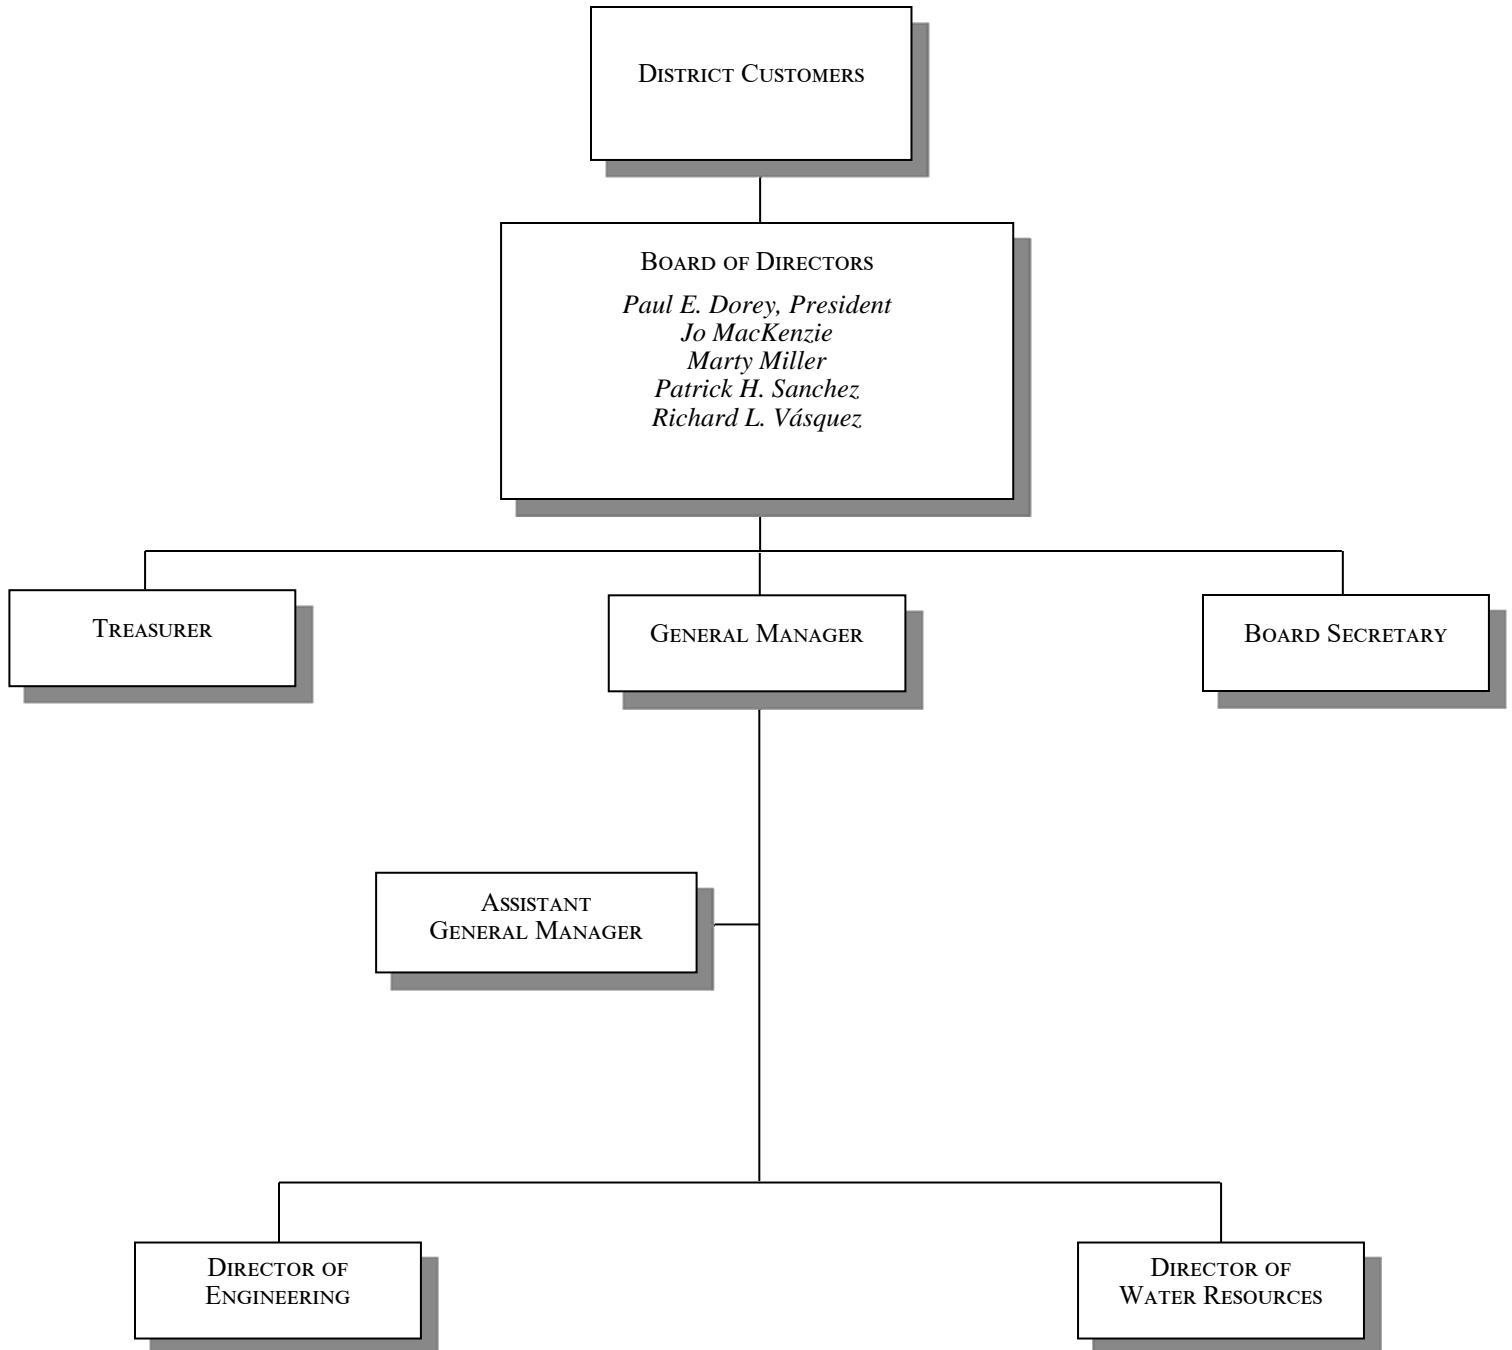 District Customers
Board of Directors
Paul E. Dorey, President
Jo MacKenzie
Marty Miller
Patrick H. Sanchez
Richard L. Vásquez
Treasurer
General Manager
Board Secretary
Assistant
General Manager
Director of
Engineering
Director of
Water Resources